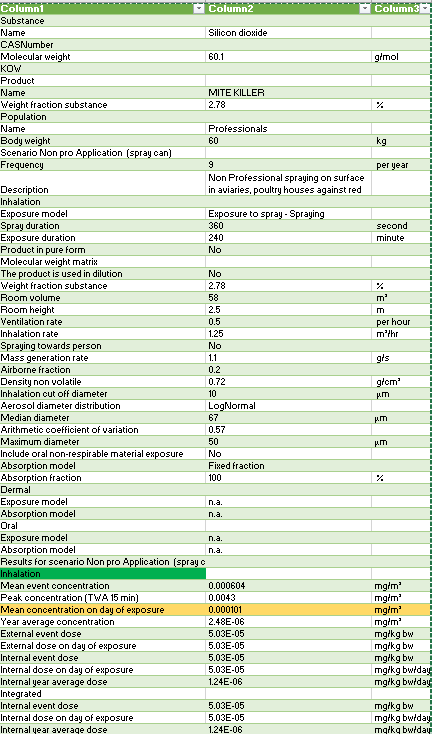 Column1 Column2 Column3
Substance
Name Silicon dioxide
CASNumber
Molecular weight 60.1 g/mol
KOW
Product
Name MITE KILLER
Weight fraction substance 2.78 %
Population
Name Professionals
Body weight 60 kg
Scenario Non pro Application (spray can)
Frequency 9 per year
Non Professional spraying on surface
Description in aviaries, poultry houses against red
Inhalation
Exposure model Exposure to spray - Spraying
Spray duration 360 second
Exposure duration 240 minute
Product in pure form No
Molecular weight matrix
The product is used in dilution No
Weight fraction substance 2.78 %
Room volume 58 m³
Room height 2.5 m
Ventilation rate 0.5 per hour
Inhalation rate 1.25 m³/hr
Spraying towards person No
Mass generation rate 1.1 g/s
Airborne fraction 0.2
Density non volatile 0.72 g/cm³
Inhalation cut off diameter 10 µm
Aerosol diameter distribution LogNormal
Median diameter 67 µm
Arithmetic coefficient of variation 0.57
Maximum diameter 50 µm
Include oral non-respirable material exposure No
Absorption model Fixed fraction
Absorption fraction 100 %
Dermal
Exposure model n.a.
Absorption model n.a.
Oral
Exposure model n.a.
Absorption model n.a.
Results for scenario Non pro Application (spray c
Inhalation
Mean event concentration 0.000604 mg/m³
Peak concentration (TWA 15 min) 0.0043 mg/m³
Mean concentration on day of exposure 0.000101 mg/m³
Year average concentration 2.48E-06 mg/m³
External event dose 5.03E-05 mg/kg bw
External dose on day of exposure 5.03E-05 mg/kg bw
Internal event dose 5.03E-05 mg/kg bw
Internal dose on day of exposure 5.03E-05 mg/kg bw/day
Internal year average dose 1.24E-06 mg/kg bw/day
Integrated
Internal event dose 5.03E-05 mg/kg bw
Internal dose on day of exposure 5.03E-05 mg/kg bw/day
Internal year average dose 1.24E-06 mg/kg bw/day